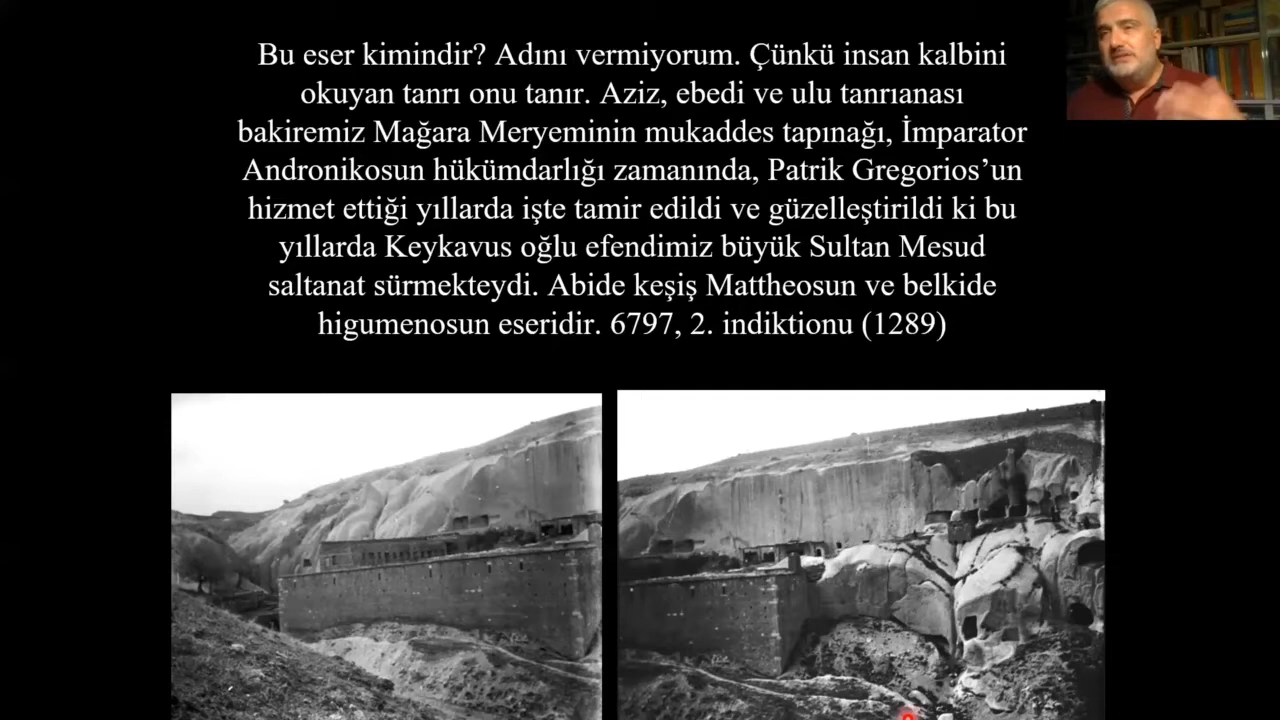 Bu eser kimindir? Adını vermiyorum. Çünkü insan kalbini
okuyan tanrı onu tanır. Aziz, ebedi ve ulu tanrıanası
bakiremiz Mağara Meryeminin mukaddes tapınağı, İmparator
Andronikosun hükümdarlığı zamanında, Patrik Gregorios’un
hizmet ettiği yıllarda işte tamir edildi ve güzelleştirildi ki bu
yıllarda Keykavus oğlu efendimiz büyük Sultan Mesud
saltanat sürmekteydi. Abide keşiş Mattheosun ve belkide
higumenosun eseridir. 6797, 2. indiktionu (1289)